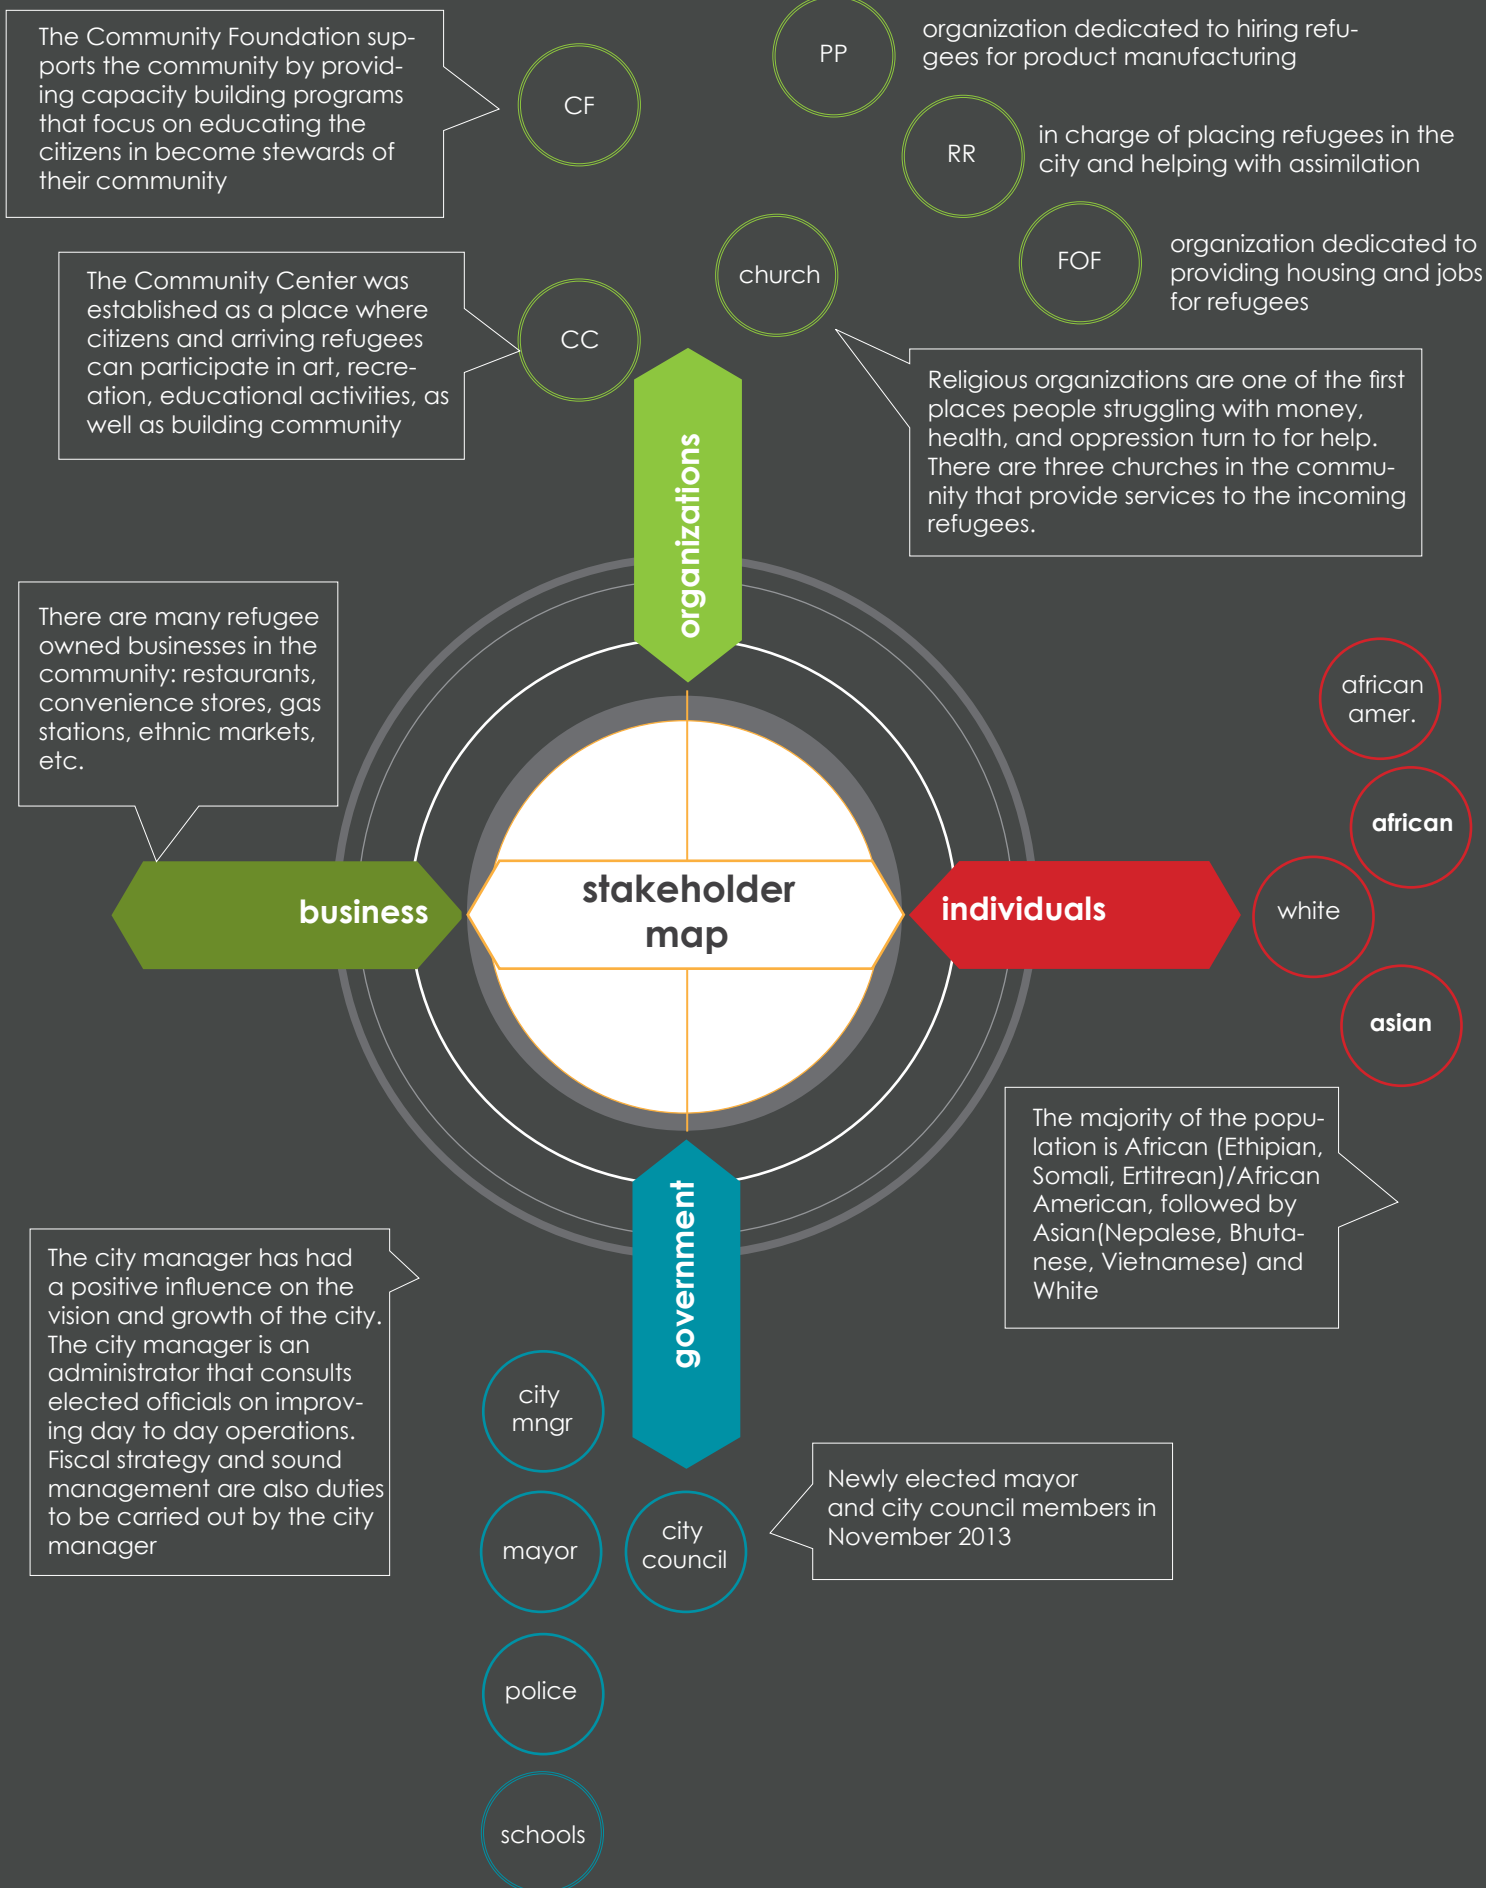 The Community Foundation sup-
ports the community by provid-
ing capacity building programs
that focus on educating the
citizens in become stewards of
their community
CF
PP
organization dedicated to hiring refu-
gees for product manufacturing
RR
in charge of placing refugees in the
city and helping with assimilation
FOF
organization dedicated to
providing housing and jobs
for refugees
church
The Community Center was
established as a place where
citizens and arriving refugees
can participate in art, recre-
ation, educational activities, as
well as building community
CC
Religious organizations are one of the first
places people struggling with money,
health, and oppression turn to for help.
There are three churches in the commu-
nity that provide services to the incoming
refugees.
organizations
There are many refugee
owned businesses in the
community: restaurants,
convenience stores, gas
stations, ethnic markets,
etc.
business
stakeholder
map
individuals
african
amer.
african
white
asian
The majority of the popu-
lation is African (Ethipian,
Somali, Ertitrean)/African
American, followed by
Asian(Nepalese, Bhuta-
nese, Vietnamese) and
White
government
The city manager has had
a positive influence on the
vision and growth of the city.
The city manager is an
administrator that consults
elected officials on improv-
ing day to day operations.
Fiscal strategy and sound
management are also duties
to be carried out by the city
manager
city
mngr
mayor
city
council
Newly elected mayor
and city council members in
November 2013
police
schools